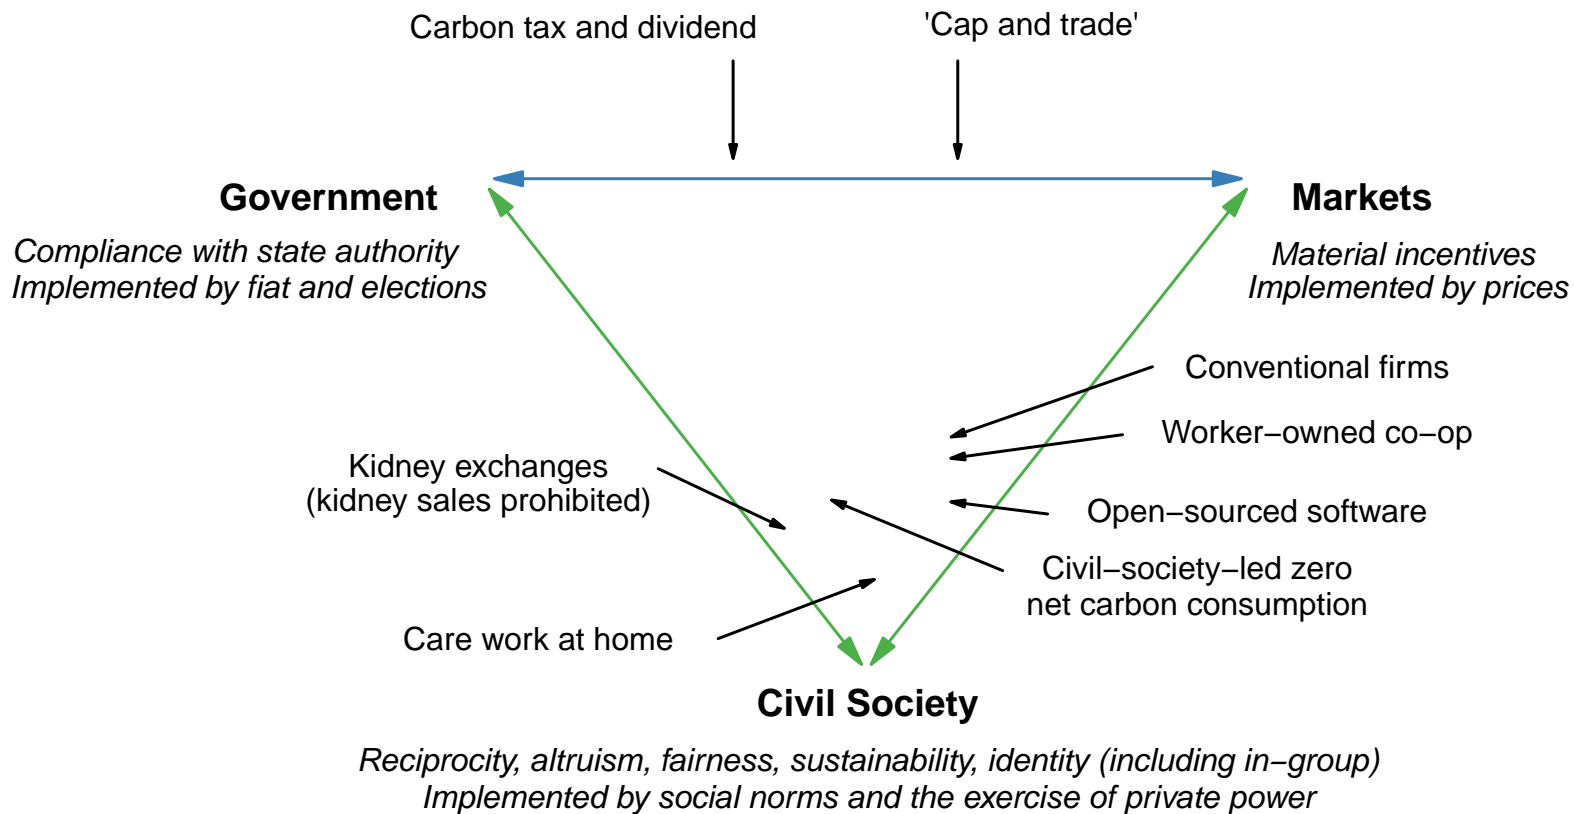 Carbon tax and dividend
'Cap and trade'
Government
Markets
Compliance with state authority
Implemented by fiat and elections
Material incentives
Implemented by prices
Conventional firms
Worker−owned co−op
Kidney exchanges
(kidney sales prohibited)
Open−sourced software
Civil−society−led zero
net carbon consumption
Care work at home
Civil Society
Reciprocity, altruism, fairness, sustainability, identity (including in−group)
Implemented by social norms and the exercise of private power